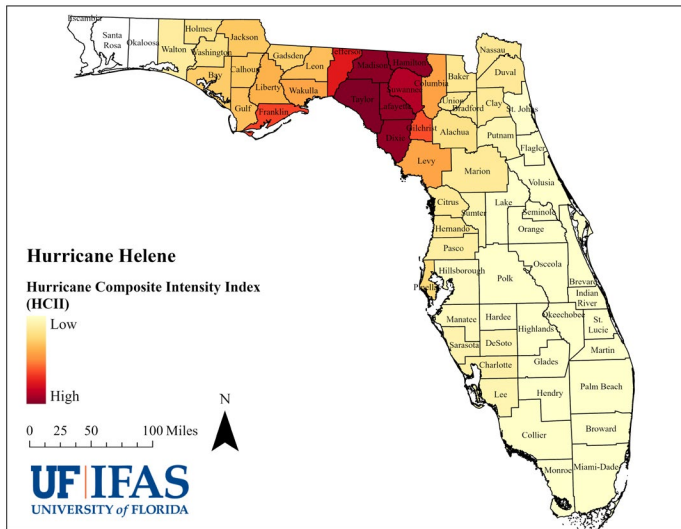 Escambia
Santa
Rosa
Okaloosa
Walton
Holmes
Washington
Bay
Jackson
Calhoun
Gulf
Gadsden
Liberty
Franklin
Leon
Wakulla
Jefferson
Madison
Taylor
Hamilton
Suwannee
Lafayette
Dixie
Columbia
Gilchrist
Levy
Baker
Union
Bradford
Alachua
Nassau
Duval
Clay
St. Johns
Putnam
Flagler
Marion
Volusia
Citrus
Sumter
Lake
Seminole
Orange
Hernando
Pasco
Hillsborough
Polk
Osceola
Brevard
Indian
River
Manatee
Hardee
Highlands
Okeechobee
St.
Lucie
Sarasota
DeSoto
Glades
Martin
Charlotte
Lee
Hendry
Palm Beach
Collier
Broward
Monroe
Miami-Dade
Hurricane Helene
Hurricane Composite Intensity Index
(HCII)
Low
High
N
0 25 50 100 Miles
UF|IFAS
UNIVERSITY of FLORIDA